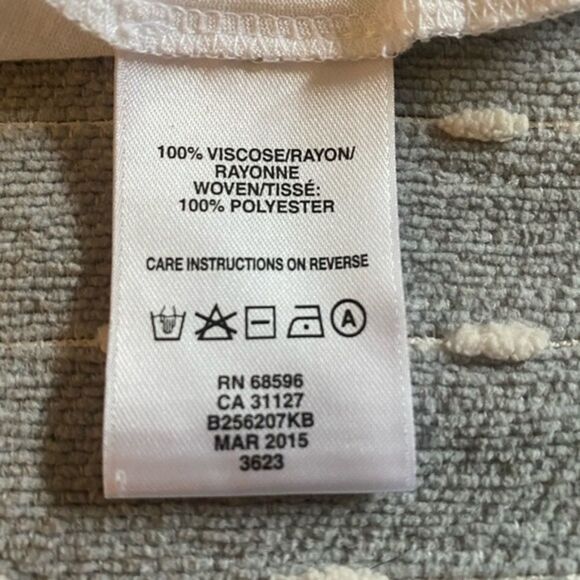 100% VISCOSE/RAYON/
RAYONNE
WOVEN/TISSÉ:
100% POLYESTER
CARE INSTRUCTIONS ON REVERSE
A
RN 68596
CA 31127
B256207KB
MAR 2015
3623